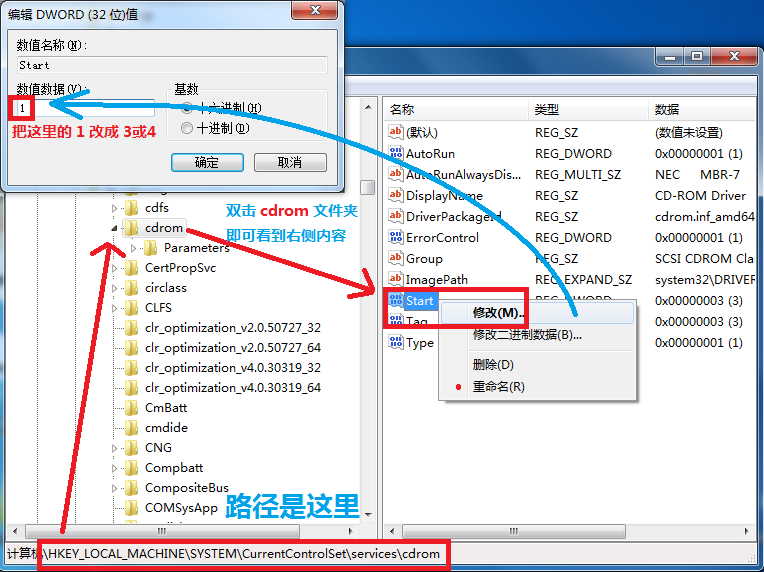 编辑 DWORD (32 位)值
数值名称(N):
Start
数值数据(V):
1
基数
十六进制(H)
十进制(D)
把这里的 1 改成 3或4
确定
取消
cdfs
cdrom
Parameters
CertPropSvc
circlass
CLFS
clr_optimization_v2.0.50727_32
clr_optimization_v2.0.50727_64
clr_optimization_v4.0.30319_32
clr_optimization_v4.0.30319_64
CmBatt
cmdide
CNG
Compbatt
CompositeBus
COMSysApp
双击 cdrom 文件夹
即可看到右侧内容
路径是这里
名称 类型 数据
(默认) REG_SZ (数值未设置)
AutoRun REG_DWORD 0x00000001 (1)
AutoRunAlwaysDis... REG_MULTI_SZ NEC MBR-7
DisplayName REG_SZ CD-ROM Driver
DriverPackageId REG_SZ cdrom.inf_amd64
ErrorControl REG_DWORD 0x00000001 (1)
Group REG_SZ SCSI CDROM Cla
ImagePath REG_EXPAND_SZ system32\DRIVER
Start REG_DWORD 0x00000003 (3)
Tag 0x00000003 (3)
Type 0x00000001 (1)
修改(M)...
修改二进制数据(B)...
删除(D)
重命名(R)
计算机\HKEY_LOCAL_MACHINE\SYSTEM\CurrentControlSet\services\cdrom